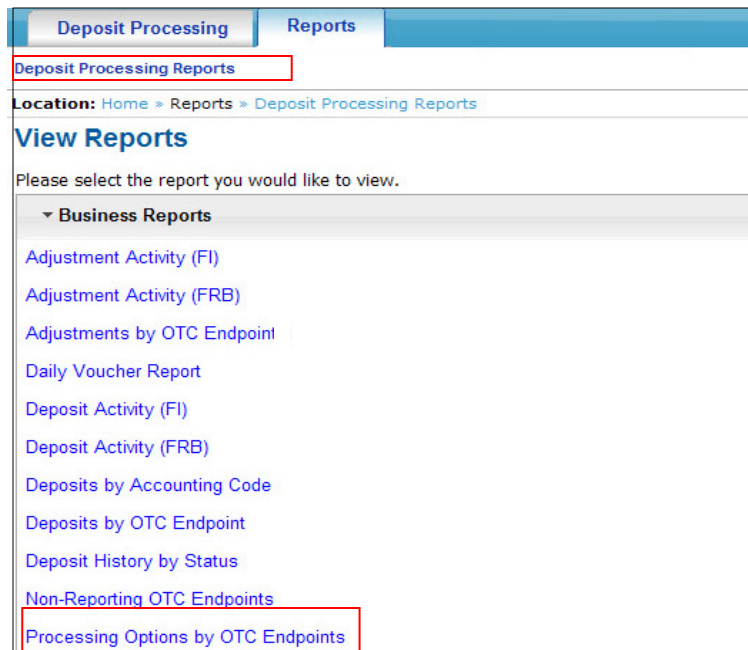 Deposit Processing Reports
Deposit Processing Reports
Location: Home » Reports » Deposit Processing Reports
View Reports
Please select the report you would like to view.
Business Reports
Adjustment Activity (FI)
Adjustment Activity (FRB)
Adjustments by OTC Endpoint
Daily Voucher Report
Deposit Activity (FI)
Deposit Activity (FRB)
Deposits by Accounting Code
Deposits by OTC Endpoint
Deposit History by Status
Non-Reporting OTC Endpoints
Processing Options by OTC Endpoints